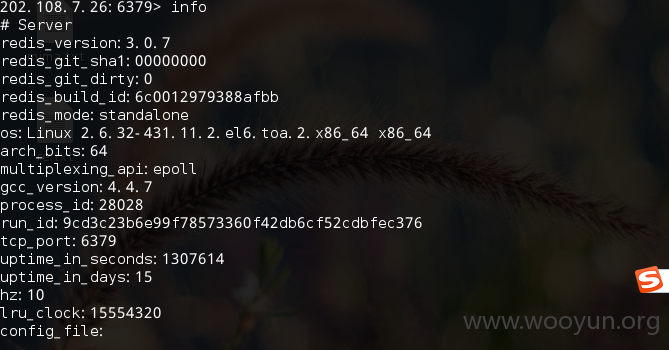 202.108.7.26:6379> info
# Server
redis_version:3.0.7
redis_git_sha1:00000000
redis_git_dirty:0
redis_build_id:6c0012979388afbb
redis_mode:standalone
os:Linux 2.6.32-431.11.2.el6.toa.2.x86_64 x86_64
arch_bits:64
multiplexing_api:epoll
gcc_version:4.4.7
process_id:28028
run_id:9cd3c23b6e99f78573360f42db6cf52cdbfec376
tcp_port:6379
uptime_in_seconds:1307614
uptime_in_days:15
hz:10
lru_clock:15554320
config_file:
S
www.wooyun.org